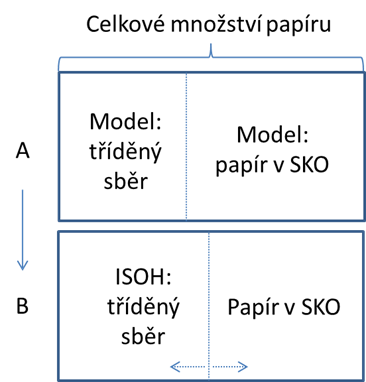 Celkové množství papíru
A
Model:
tříděný
sběr
Model:
papír v SKO
B
ISOH:
tříděný
sběr
Papír v SKO